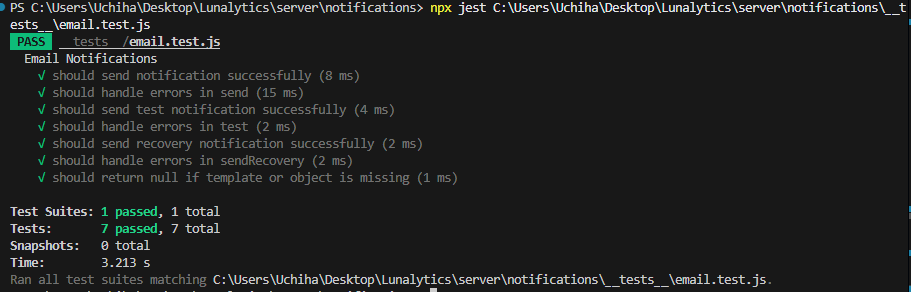 PS C:\Users\Uchiha\Desktop\Lunalytics\server\notifications> npx jest C:\Users\Uchiha\Desktop\Lunalytics\server\notifications\__t
ests__\email.test.js
PASS __tests__/email.test.js
Email Notifications
√ should send notification successfully (8 ms)
√ should handle errors in send (15 ms)
√ should send test notification successfully (4 ms)
√ should handle errors in test (2 ms)
√ should send recovery notification successfully (2 ms)
√ should handle errors in sendRecovery (2 ms)
√ should return null if template or object is missing (1 ms)
Test Suites: 1 passed, 1 total
Tests: 7 passed, 7 total
Snapshots: 0 total
Time: 3.213 s
Ran all test suites matching C:\Users\Uchiha\Desktop\Lunalytics\server\notifications\__tests__\email.test.js.